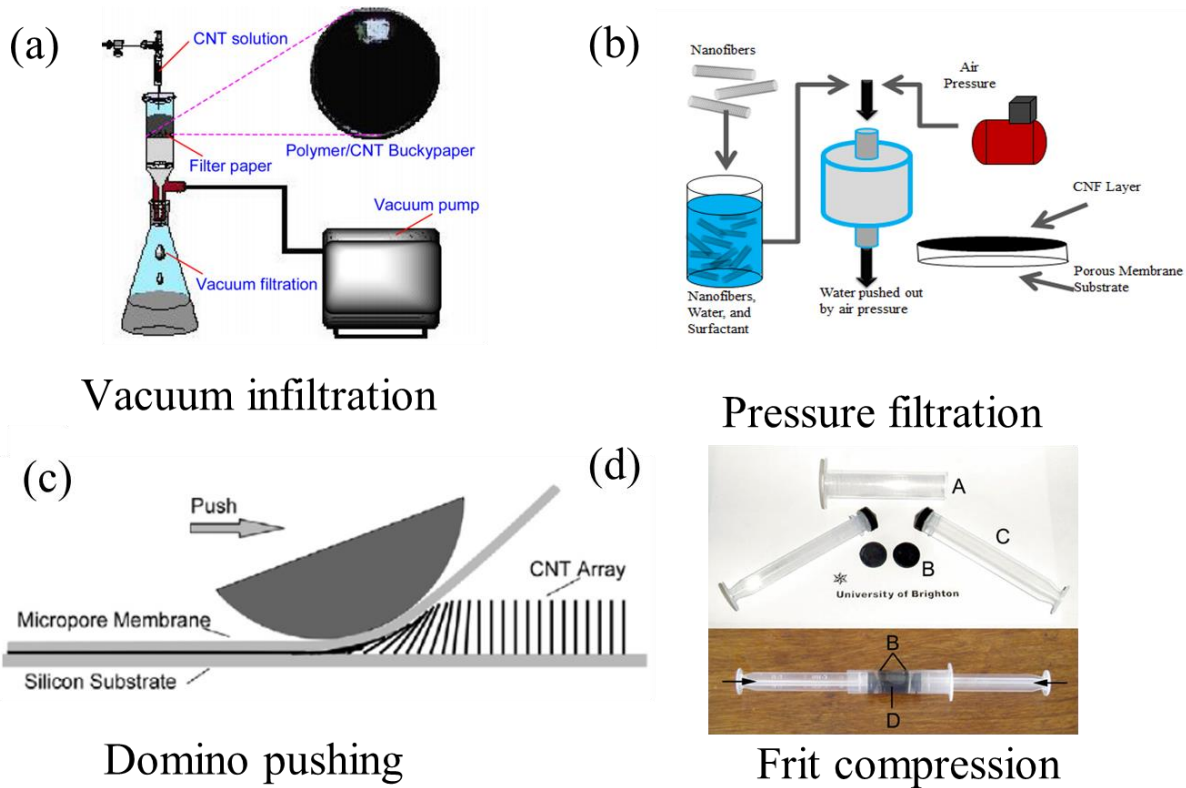 (a)
CNT solution
Filter paper
Polymer/CNT Buckypaper
Vacuum pump
Vacuum filtration
Vacuum infiltration
(b)
Nanofibers
Air
Pressure
CNF Layer
Porous Membrane
Substrate
Nanofibers,
Water, and
Surfactant
Water pushed out
by air pressure
Pressure filtration
(c)
Push
CNT Array
Micropore Membrane
Silicon Substrate
Domino pushing
(d)
A
C
B
University of Brighton
B
D
Frit compression